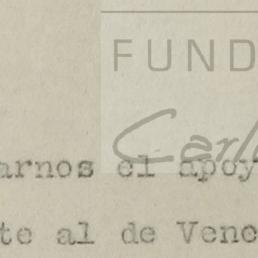 FUND
Carl
arnos el apoy
te al de Vene